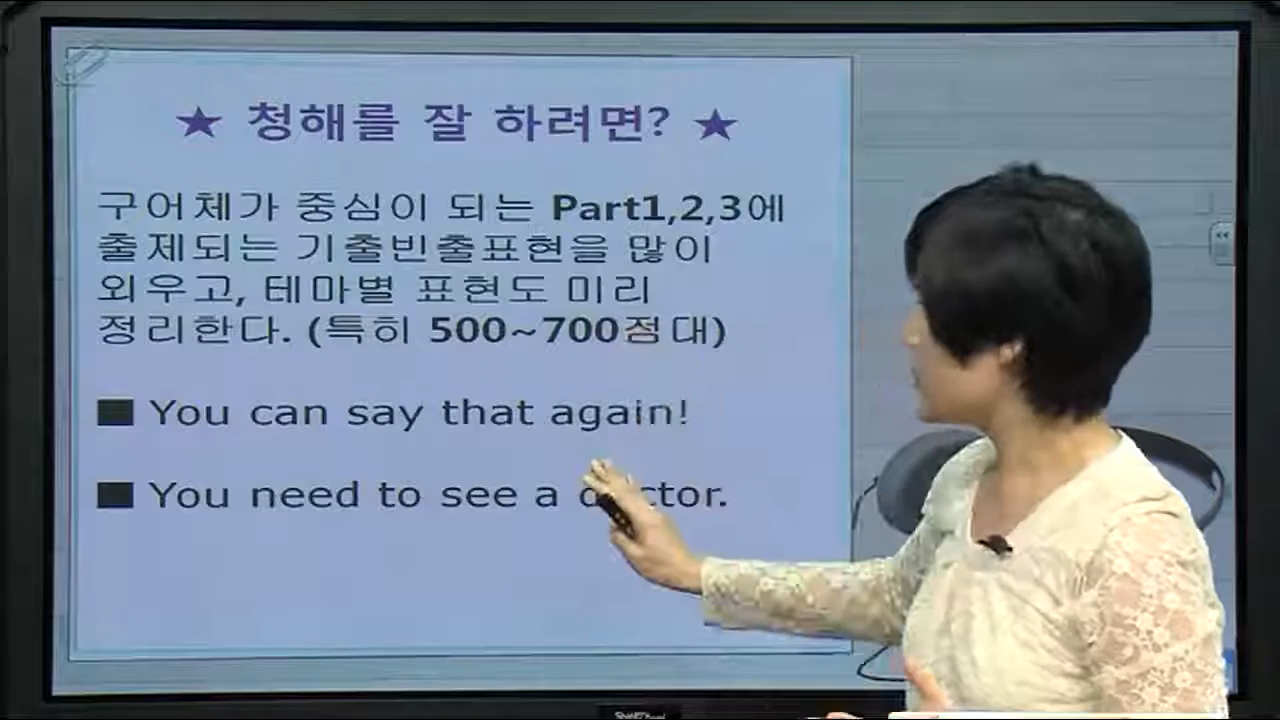 ★ 청해를 잘 하려면? ★
구어체가 중심이 되는 Part1,2,3에
출제되는 기출빈출표현을 많이
외우고, 테마별 표현도 미리
정리한다. (특히 500~700점대)
■ You can say that again!
■ You need to see a doctor.